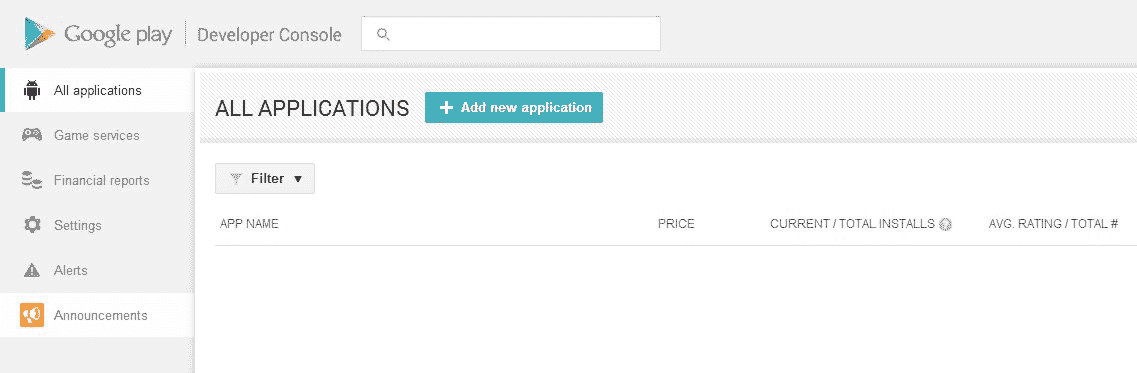 Google play Developer Console
All applications
Game services
Financial reports
Settings
Alerts
Announcements
ALL APPLICATIONS
+ Add new application
Filter ▼
APP NAME PRICE CURRENT / TOTAL INSTALLS ? AVG. RATING / TOTAL #